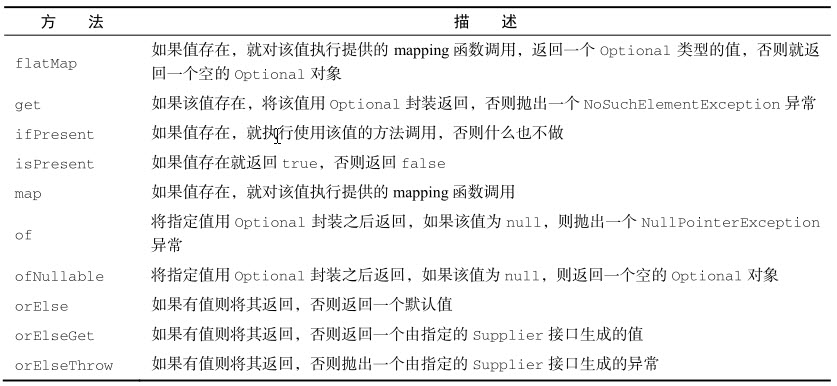 方 法 描 述
flatMap 如果值存在，就对该值执行提供的 mapping 函数调用，返回一个 Optional 类型的值，否则就返
回一个空的 Optional 对象
get 如果该值存在，将该值用 Optional 封装返回，否则抛出一个 NoSuchElementException 异常
ifPresent 如果值存在，就执行使用该值的方法调用，否则什么也不做
isPresent 如果值存在就返回 true，否则返回 false
map 如果值存在，就对该值执行提供的 mapping 函数调用
of 将指定值用 Optional 封装之后返回，如果该值为 null，则抛出一个 NullPointerException
异常
ofNullable 将指定值用 Optional 封装之后返回，如果该值为 null，则返回一个空的 Optional 对象
orElse 如果有值则将其返回，否则返回一个默认值
orElseGet 如果有值则将其返回，否则返回一个由指定的 Supplier 接口生成的值
orElseThrow 如果有值则将其返回，否则抛出一个由指定的 Supplier 接口生成的异常